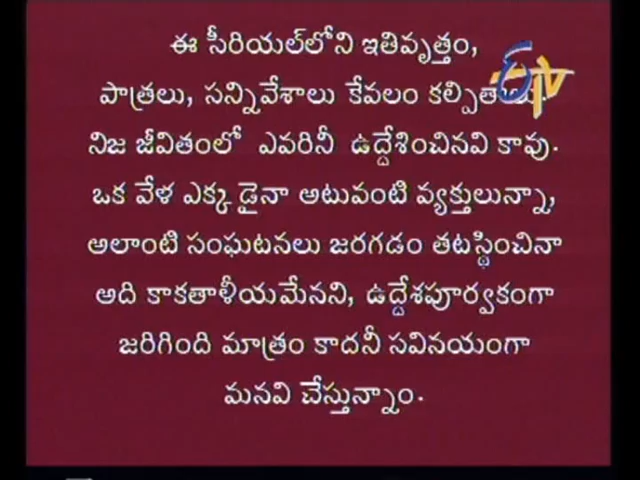 ఈ సీరియల్‌లోని ఇతివృత్తం,
పాత్రలు, సన్నివేశాలు కేవలం
నిజ జీవితంలో ఎవరినీ ఉద్దేశించినవి కావు.
ఒక వేళ ఎక్కడైనా అటువంటి వ్యక్తులున్నా,
అలాంటి సంఘటనలు జరగడం తటస్థించినా
అది కాకతాళీయమేనని, ఉద్దేశపూర్వకంగా
జరిగింది మాత్రం కాదనీ సవినయంగా
మనవి చేస్తున్నాం.
ETV